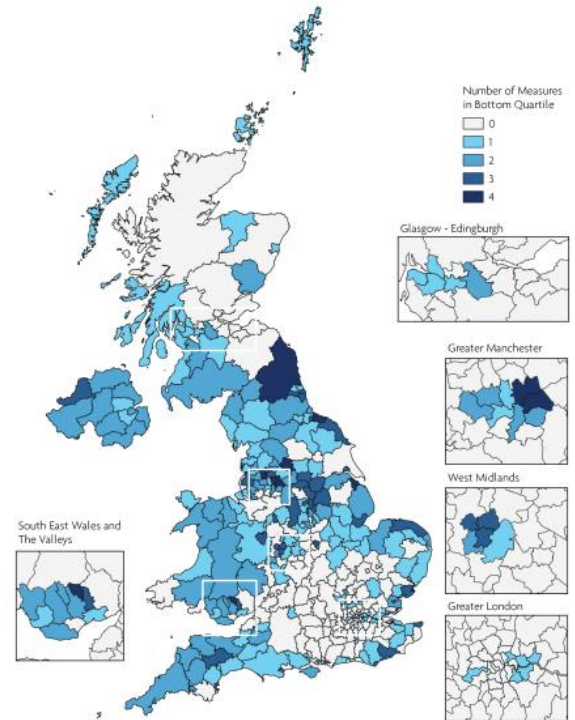 Number of Measures
in Bottom Quartile
0
1
2
3
4
Glasgow - Edingburgh
Greater Manchester
West Midlands
South East Wales and
The Valleys
Greater London